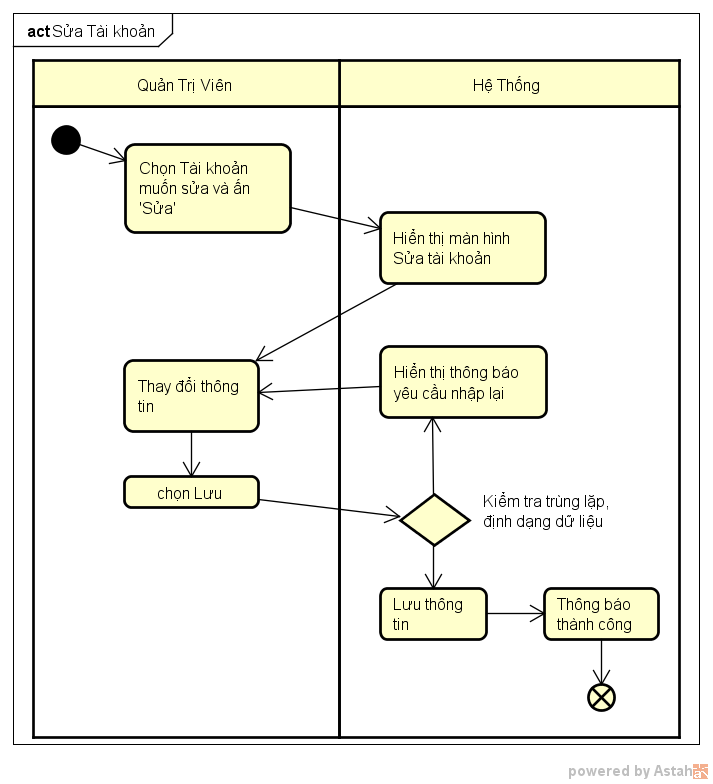 act Sửa Tài khoản
Quản Trị Viên
Hệ Thống
Chọn Tài khoản
muốn sửa và ấn
'Sửa'
Hiển thị màn hình
Sửa tài khoản
Thay đổi thông
tin
Hiển thị thông báo
yêu cầu nhập lại
chọn Lưu
Kiểm tra trùng lặp,
định dạng dữ liệu
Lưu thông
tin
Thông báo
thành công
powered by Astah